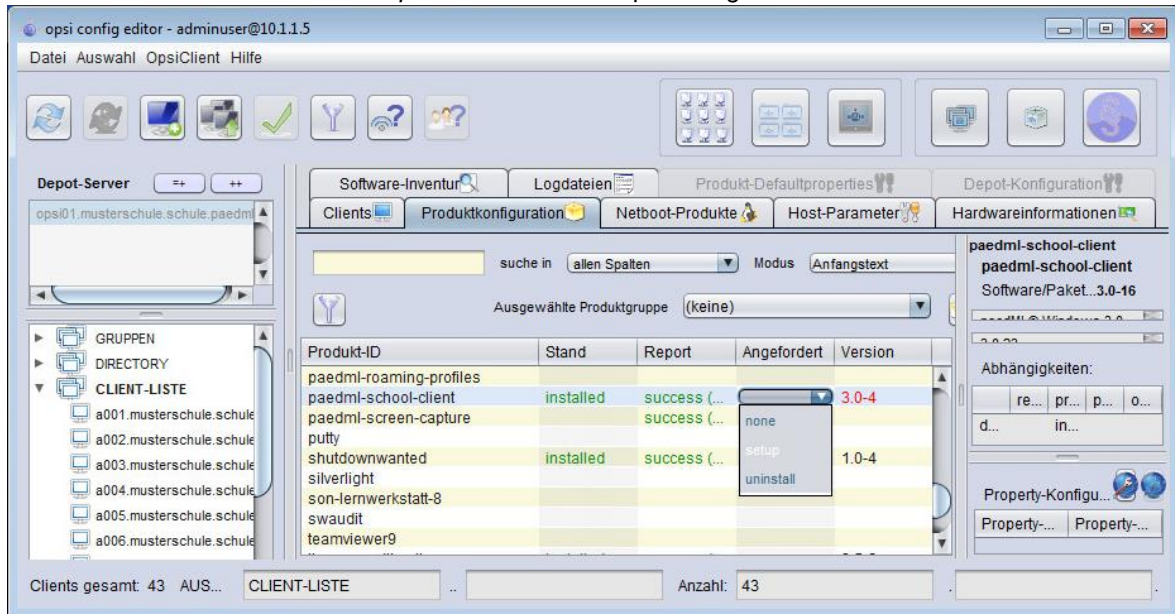 opsi config editor - adminuser@10.1.1.5
Datei Auswahl OpsiClient Hilfe
Depot-Server =+ ++
opsi01.musterschule.schule.paedml
GRUPPEN
DIRECTORY
CLIENT-LISTE
a001.musterschule.schule
a002.musterschule.schule
a003.musterschule.schule
a004.musterschule.schule
a005.musterschule.schule
a006.musterschule.schule
Software-Inventur Logdateien Produkt-Defaultproperties Depot-Konfiguration
Clients Produktkonfiguration Netboot-Produkte Host-Parameter Hardwareinformationen
suche in allen Spalten Modus Anfangstext
Ausgewählte Produktgruppe (keine)
Produkt-ID Stand Report Angefordert Version
paedml-roaming-profiles
paedml-school-client installed success (... 3.0-4
paedml-screen-capture success (...
putty
shutdownwanted installed success (... 1.0-4
silverlight
son-lernwerkstatt-8
swaudit
teamviewer9
none
setup
uninstall
paedml-school-client
paedml-school-client
Software/Paket...3.0-16
Abhängigkeiten:
re... pr... p... o...
d... in...
Property-Konfigu...
Property-... Property-...
Clients gesamt: 43 AUS... CLIENT-LISTE .. Anzahl: 43 . .